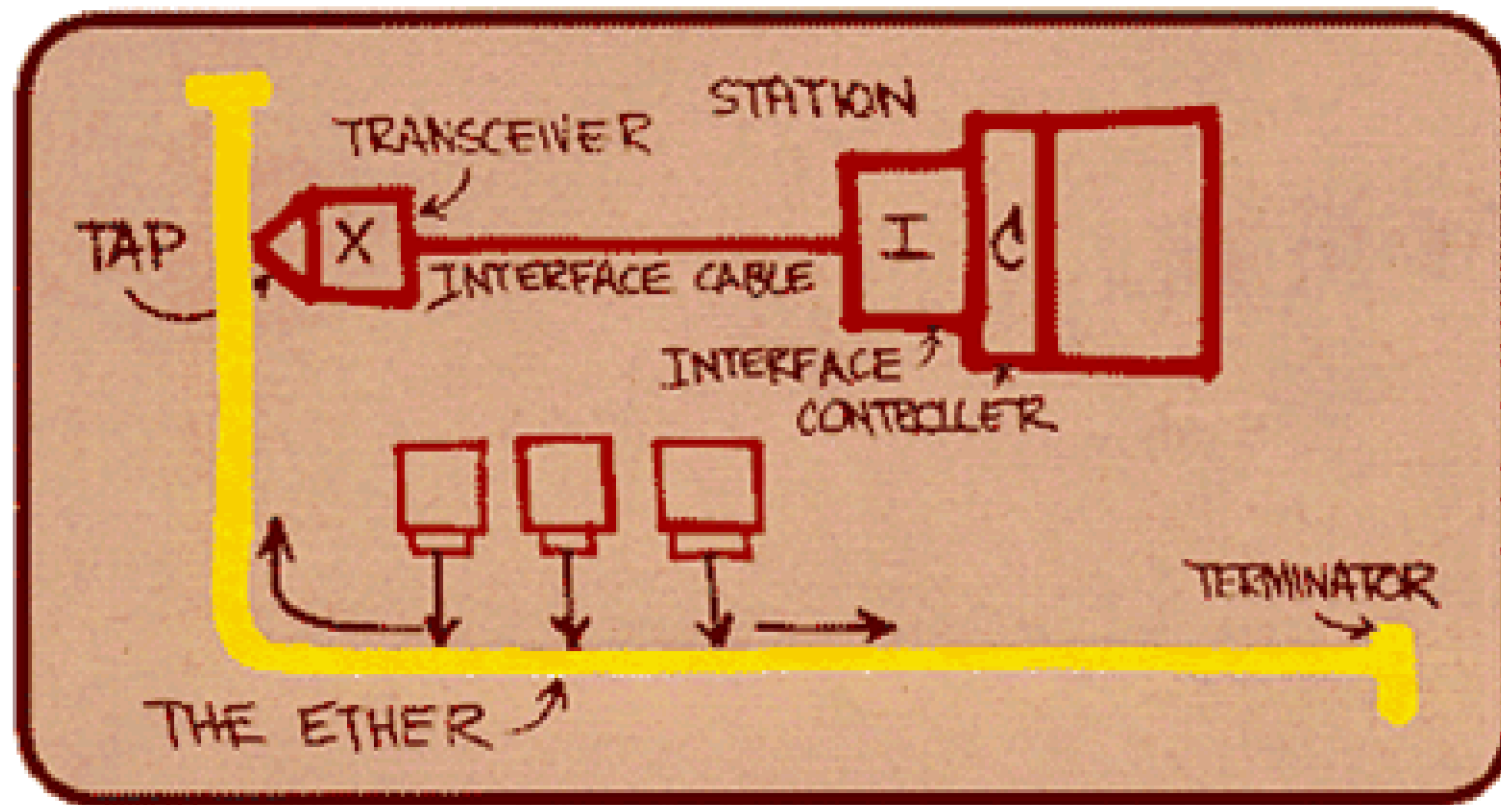 STATION
TRANSCEIVER
TAP
X
I
C
INTERFACE CABLE
INTERFACE
CONTROLLER
TERMINATOR
THE ETHER